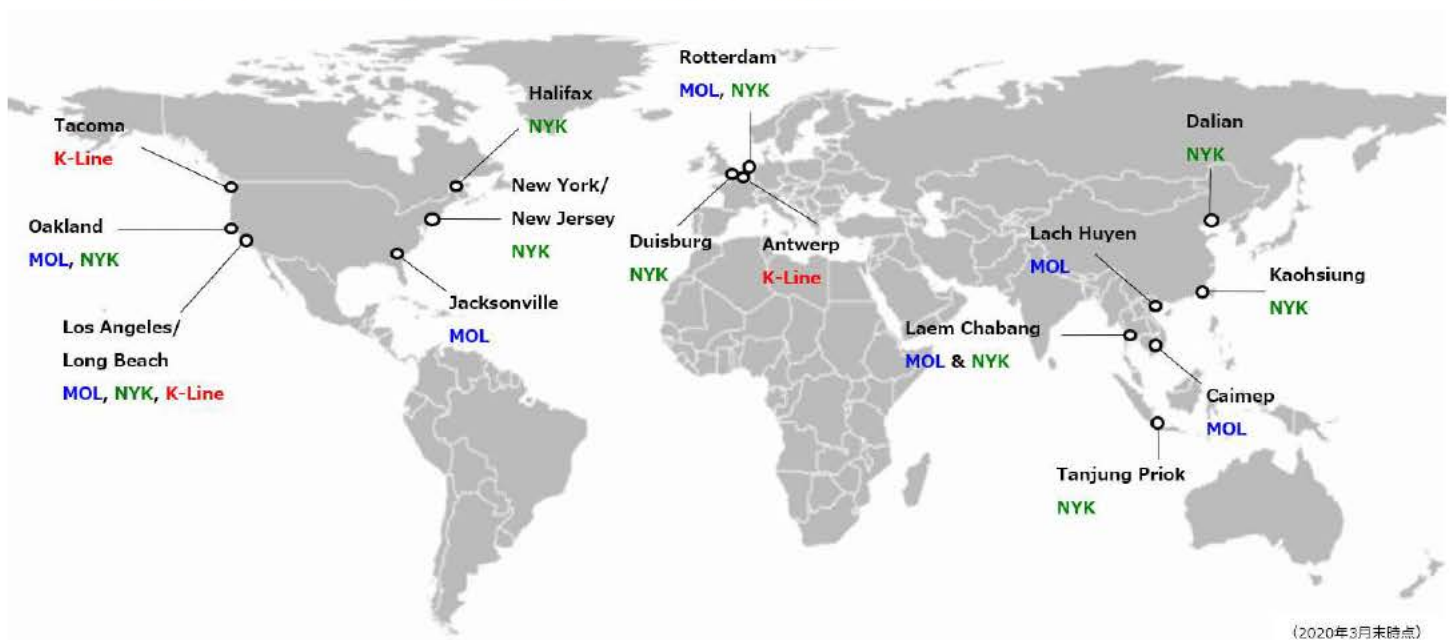 Rotterdam
MOL, NYK
Halifax
NYK
Tacoma
K-Line
Dalian
NYK
New York/
New Jersey
NYK
Oakland
MOL, NYK
Duisburg
NYK
Antwerp
K-Line
Lach Huyen
MOL
Kaohsiung
NYK
Jacksonville
MOL
Los Angeles/
Long Beach
MOL, NYK, K-Line
Laem Chabang
MOL & NYK
Caimep
MOL
Tanjung Priok
NYK
(2020年3月末時点)